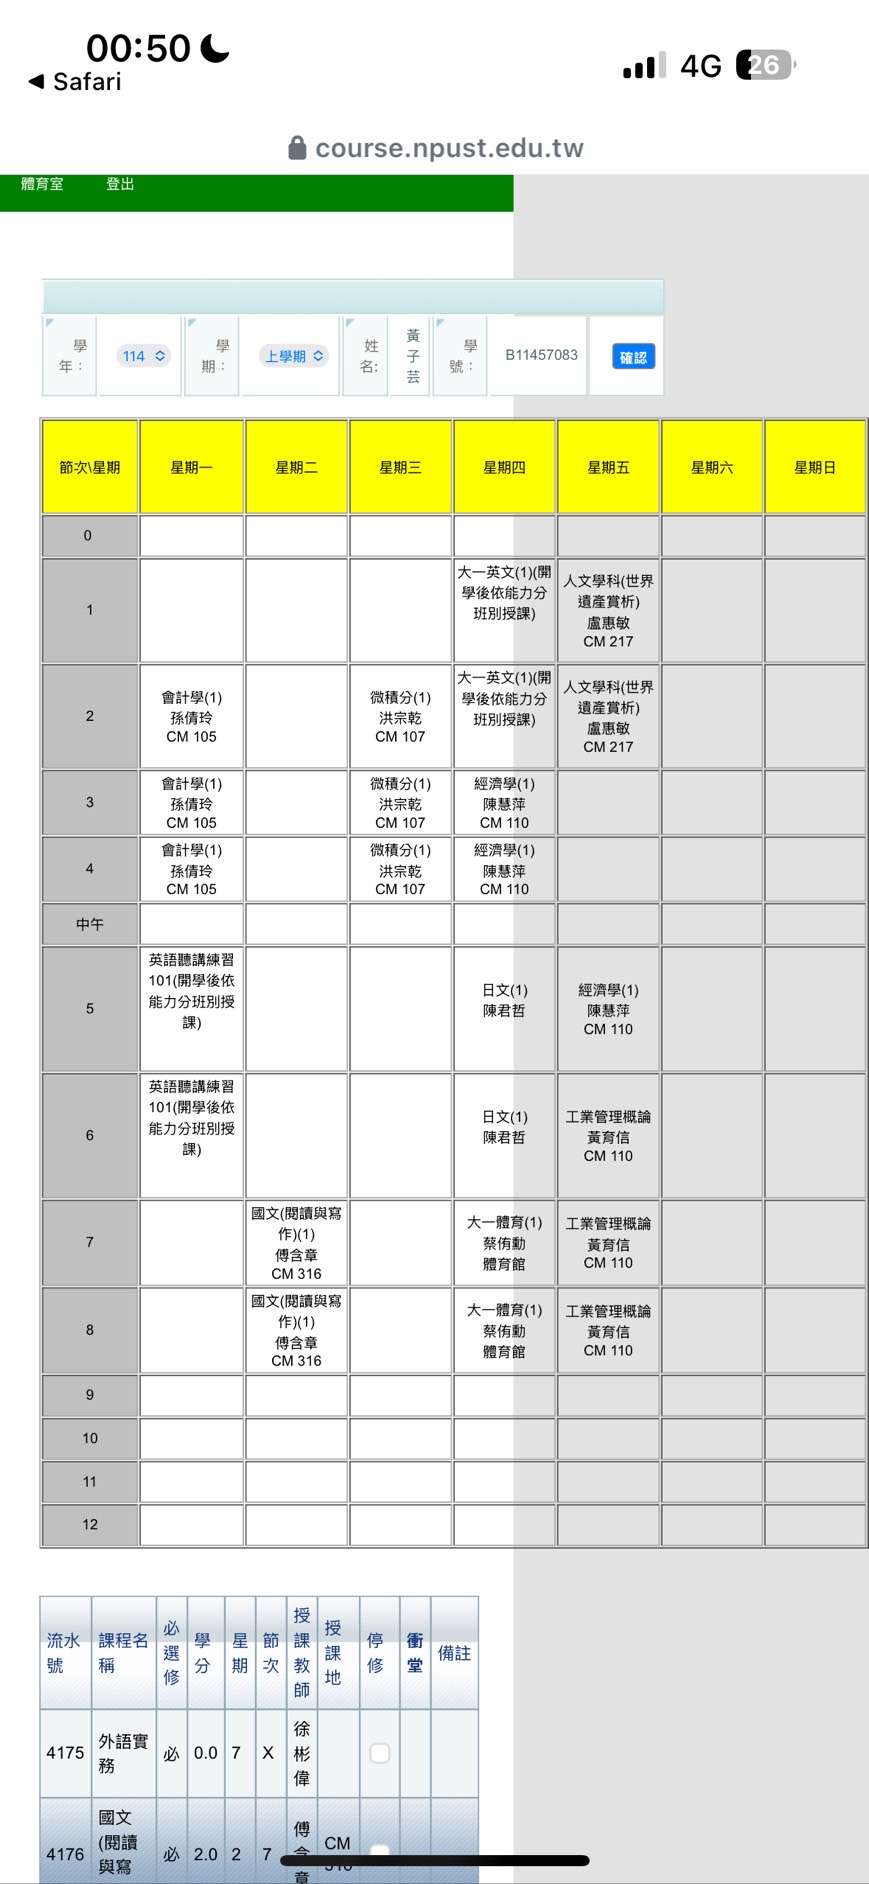 00:50
4G 26
Safari
course.npust.edu.tw
體育室 登出
學年： 114 學期： 上學期 姓名: 黃子芸 學號： B11457083 確認
節次\星期 星期一 星期二 星期三 星期四 星期五 星期六 星期日
0
1
大一英文(1)(開
學後依能力分
班別授課)
人文學科(世界
遺產賞析)
盧惠敏
CM 217
2
會計學(1)
孫倩玲
CM 105
微積分(1)
洪宗乾
CM 107
大一英文(1)(開
學後依能力分
班別授課)
人文學科(世界
遺產賞析)
盧惠敏
CM 217
3
會計學(1)
孫倩玲
CM 105
微積分(1)
洪宗乾
CM 107
經濟學(1)
陳慧萍
CM 110
4
會計學(1)
孫倩玲
CM 105
微積分(1)
洪宗乾
CM 107
經濟學(1)
陳慧萍
CM 110
中午
5
英語聽講練習
101(開學後依
能力分班別授
課)
日文(1)
陳君哲
經濟學(1)
陳慧萍
CM 110
6
英語聽講練習
101(開學後依
能力分班別授
課)
日文(1)
陳君哲
工業管理概論
黃育信
CM 110
7
國文(閱讀與寫
作)(1)
傅含章
CM 316
大一體育(1)
蔡侑勳
體育館
工業管理概論
黃育信
CM 110
8
國文(閱讀與寫
作)(1)
傅含章
CM 316
大一體育(1)
蔡侑勳
體育館
工業管理概論
黃育信
CM 110
9
10
11
12
流水號 課程名稱 必選修 學分 星期 節次 授課教師 授課地 停修 衝堂 備註
4175 外語實務 必 0.0 7 X 徐彬偉
4176 國文(閱讀與寫 必 2.0 2 7 傅含章 CM